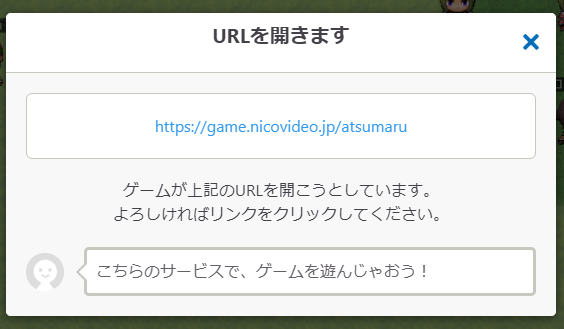 URLを開きます
https://game.nicovideo.jp/atsumaru
ゲームが上記のURLを開こうとしています。
よろしければリンクをクリックしてください。
こちらのサービスで、ゲームを遊んじゃおう！